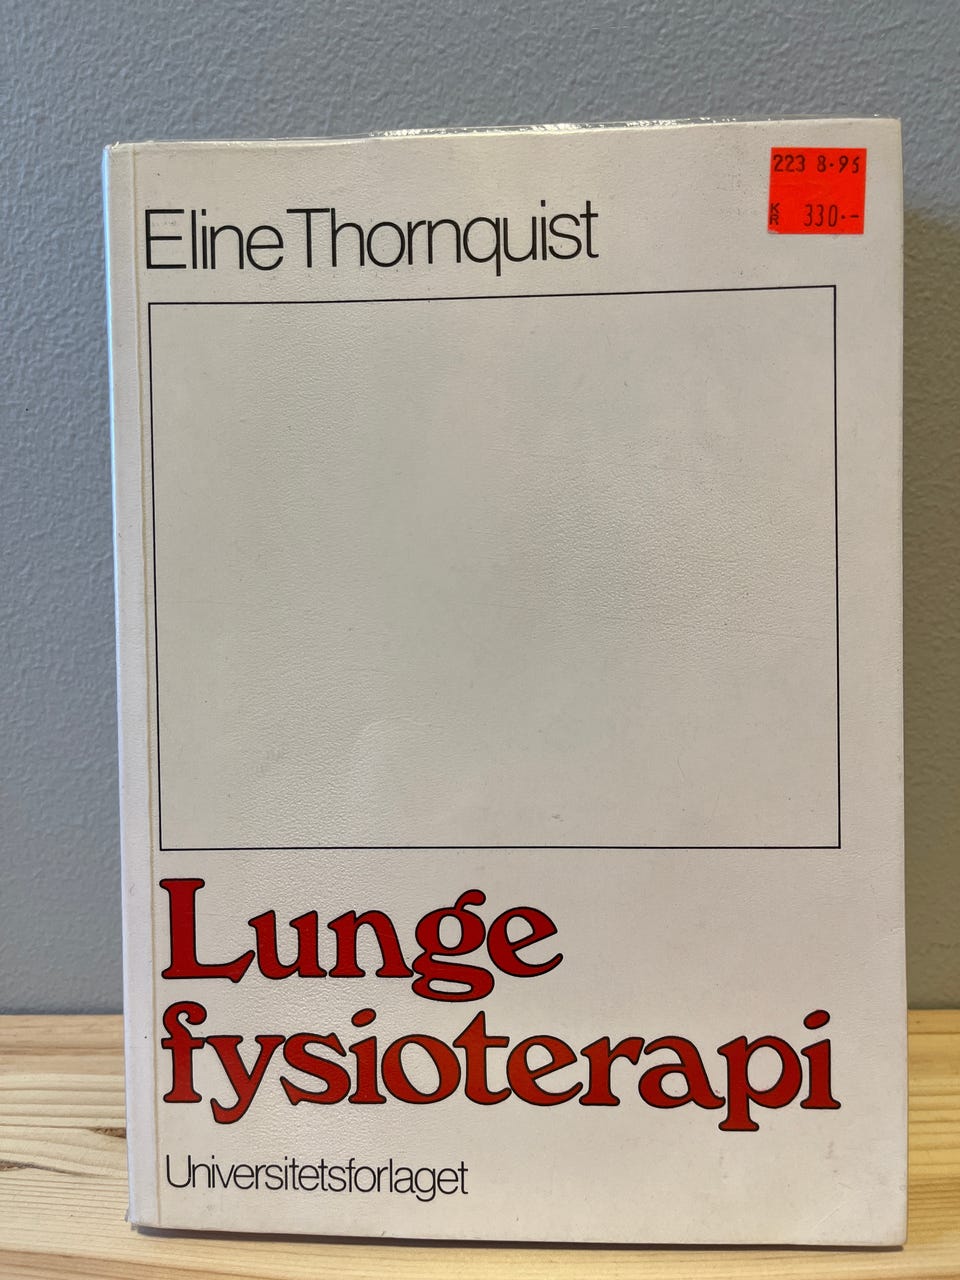 223 8-95
KR 330.-
Eline Thornquist
Lunge
fysioterapi
Universitetsforlaget